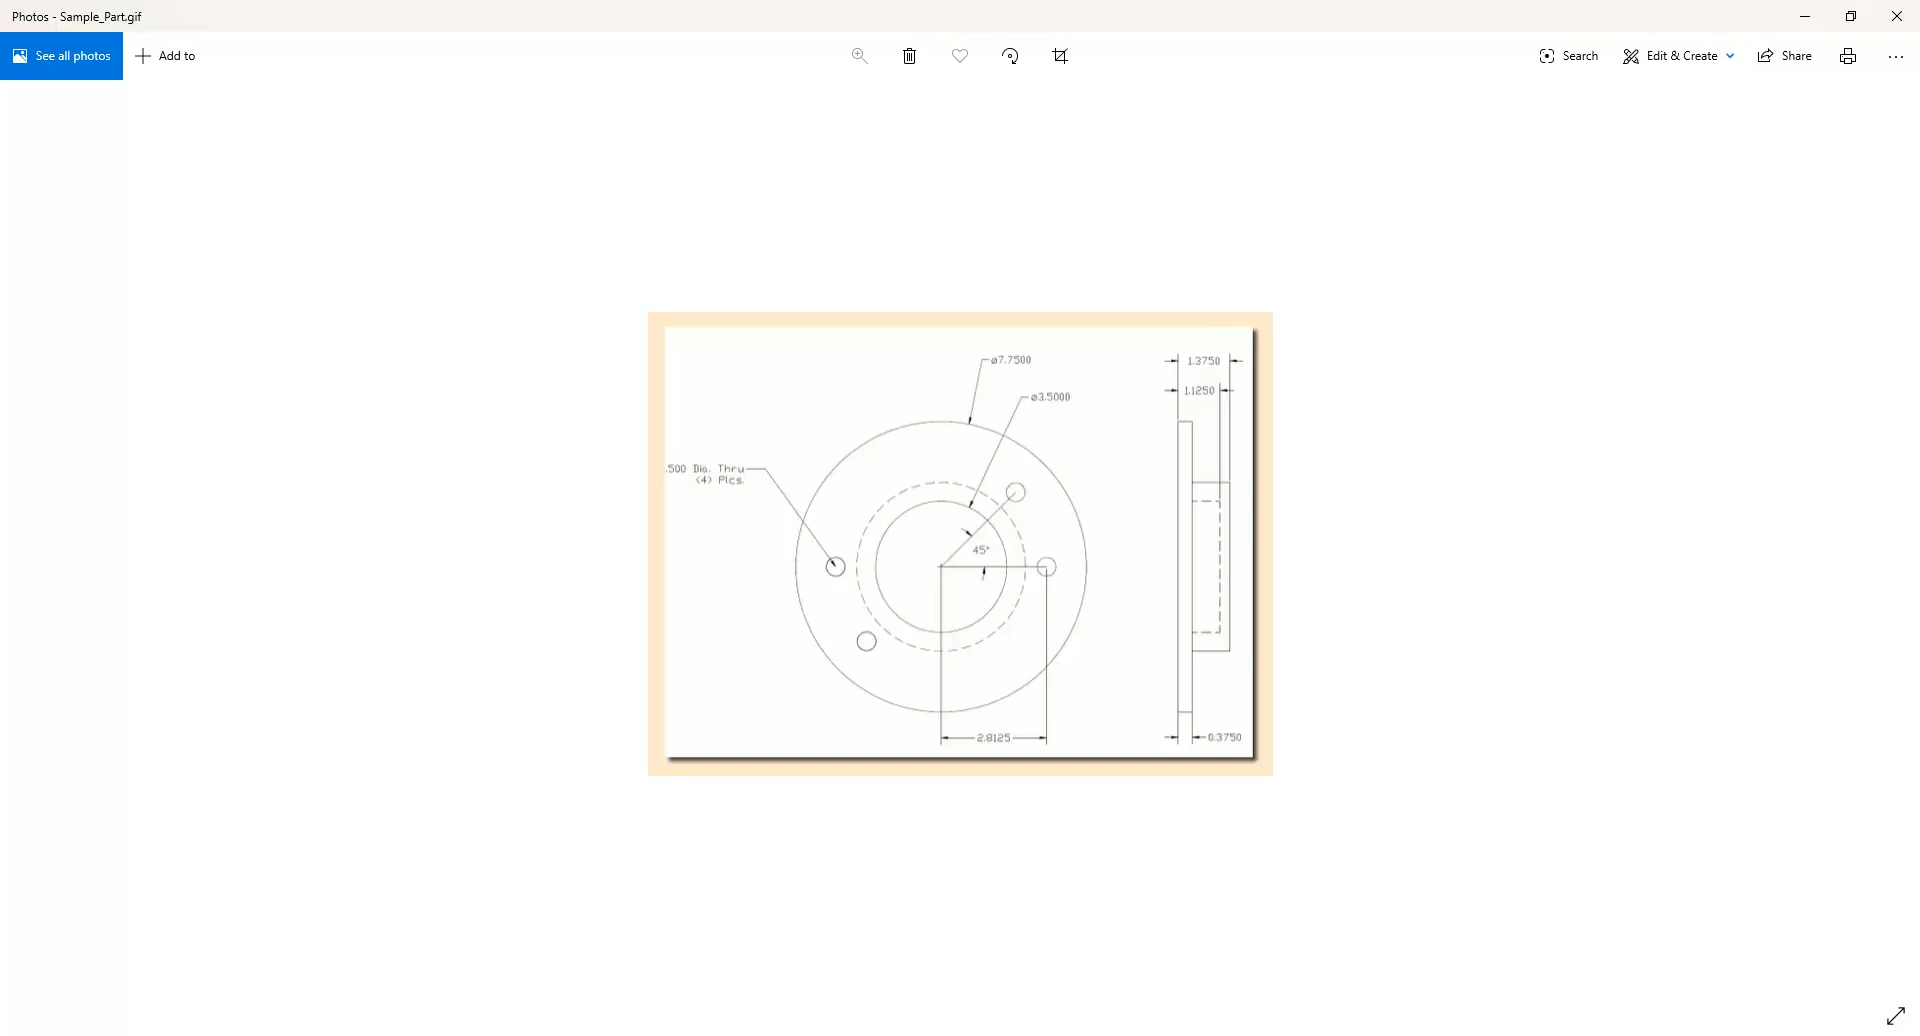 Photos - Sample_Part.gif
See all photos
Add to
Search
Edit & Create
Share
ø7.7500
ø3.5000
1.3750
1.1250
.500 Dia. Thru
(4) Plcs.
45°
2.8125
0.3750